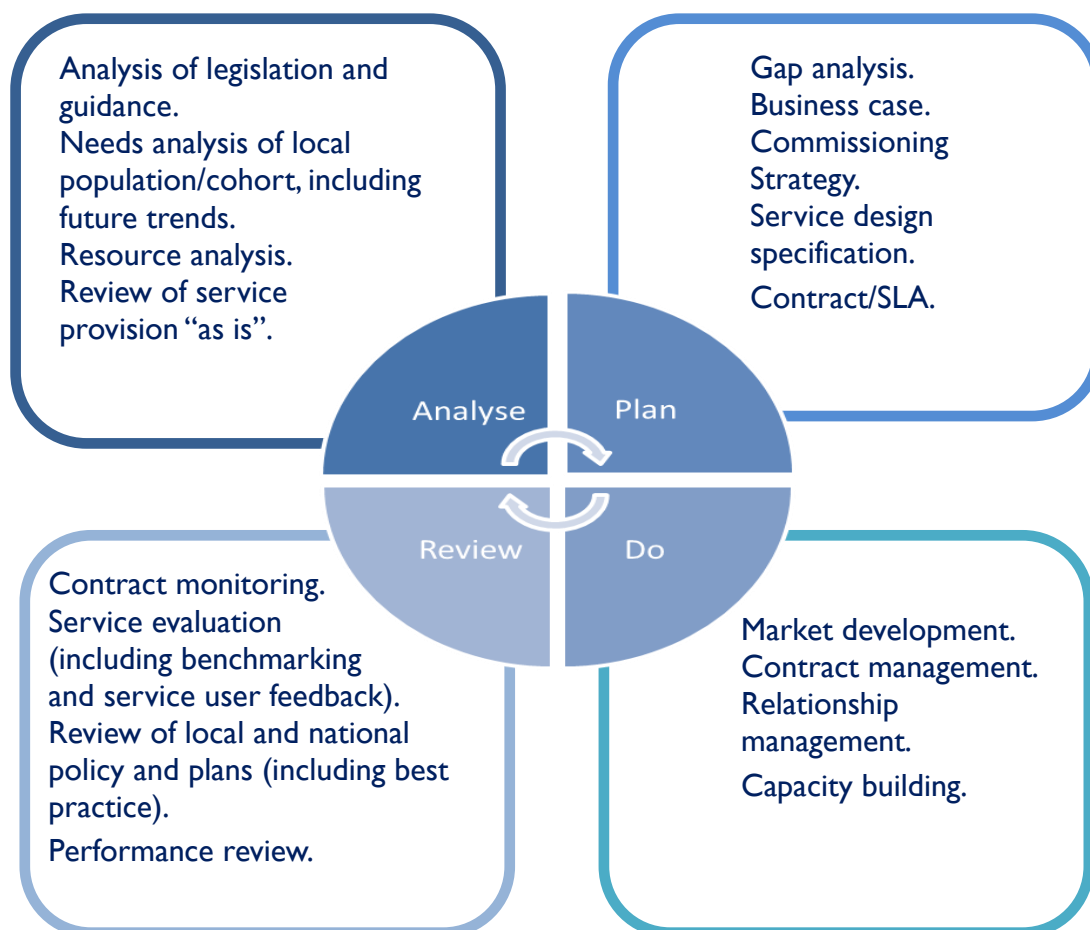 Analysis of legislation and
guidance.
Needs analysis of local
population/cohort, including
future trends.
Resource analysis.
Review of service
provision “as is”.
Gap analysis.
Business case.
Commissioning
Strategy.
Service design
specification.
Contract/SLA.
Analyse
Plan
Review
Do
Contract monitoring.
Service evaluation
(including benchmarking
and service user feedback).
Review of local and national
policy and plans (including best
practice).
Performance review.
Market development.
Contract management.
Relationship
management.
Capacity building.